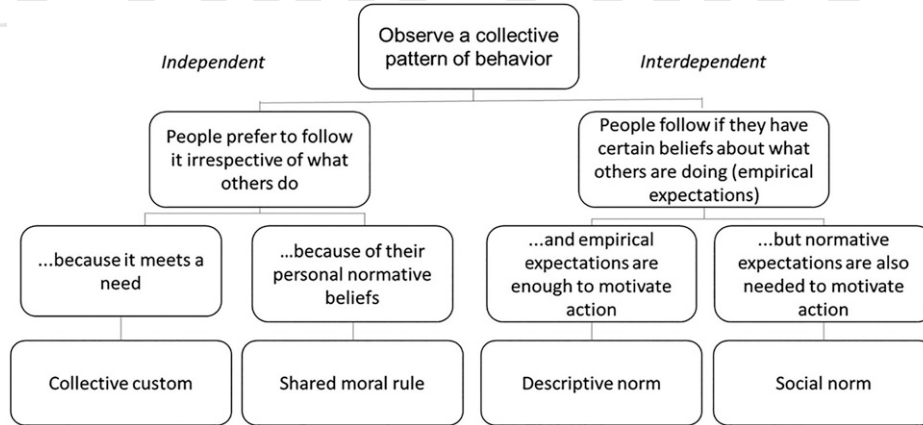 Observe a collective
pattern of behavior
Independent
Interdependent
People prefer to follow
it irrespective of what
others do
People follow if they have
certain beliefs about what
others are doing (empirical
expectations)
...because it meets a
need
...because of their
personal normative
beliefs
...and empirical
expectations are
enough to motivate
action
...but normative
expectations are also
needed to motivate
action
Collective custom
Shared moral rule
Descriptive norm
Social norm